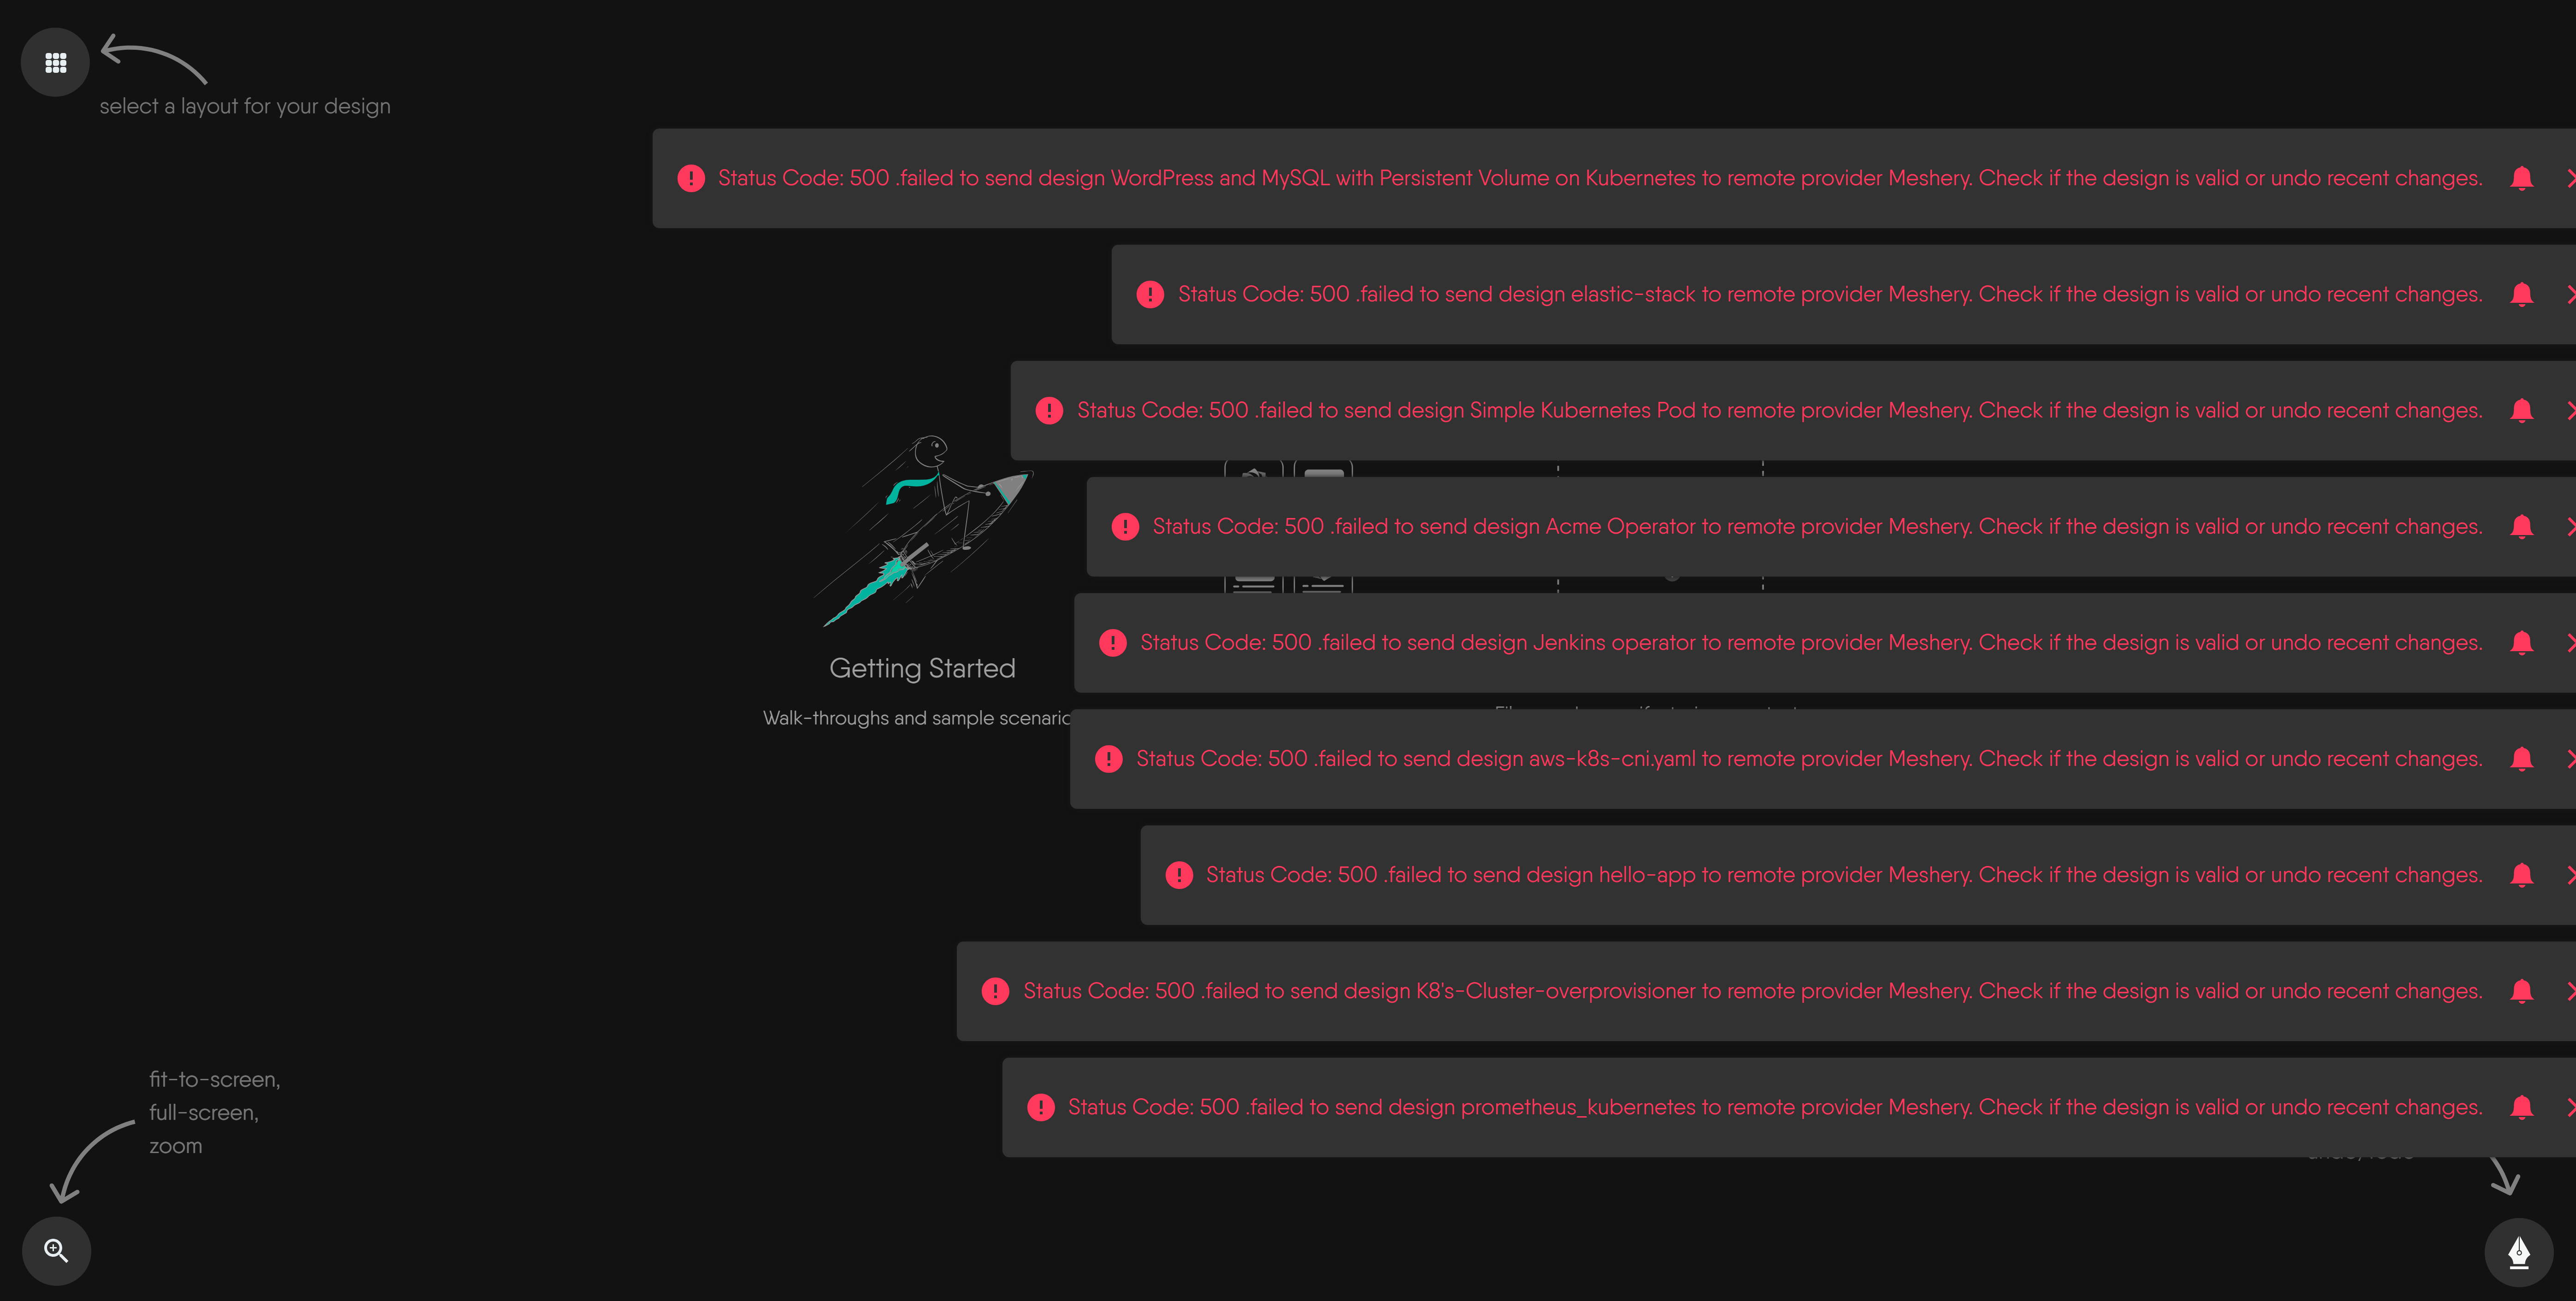 select a layout for your design
Status Code: 500 .failed to send design WordPress and MySQL with Persistent Volume on Kubernetes to remote provider Meshery. Check if the design is valid or undo recent changes.
Status Code: 500 .failed to send design elastic-stack to remote provider Meshery. Check if the design is valid or undo recent changes.
Status Code: 500 .failed to send design Simple Kubernetes Pod to remote provider Meshery. Check if the design is valid or undo recent changes.
Status Code: 500 .failed to send design Acme Operator to remote provider Meshery. Check if the design is valid or undo recent changes.
Status Code: 500 .failed to send design Jenkins operator to remote provider Meshery. Check if the design is valid or undo recent changes.
Getting Started
Walk-throughs and sample scenario
Status Code: 500 .failed to send design aws-k8s-cni.yaml to remote provider Meshery. Check if the design is valid or undo recent changes.
Status Code: 500 .failed to send design hello-app to remote provider Meshery. Check if the design is valid or undo recent changes.
Status Code: 500 .failed to send design K8's-Cluster-overprovisioner to remote provider Meshery. Check if the design is valid or undo recent changes.
Status Code: 500 .failed to send design prometheus_kubernetes to remote provider Meshery. Check if the design is valid or undo recent changes.
fit-to-screen,
full-screen,
zoom